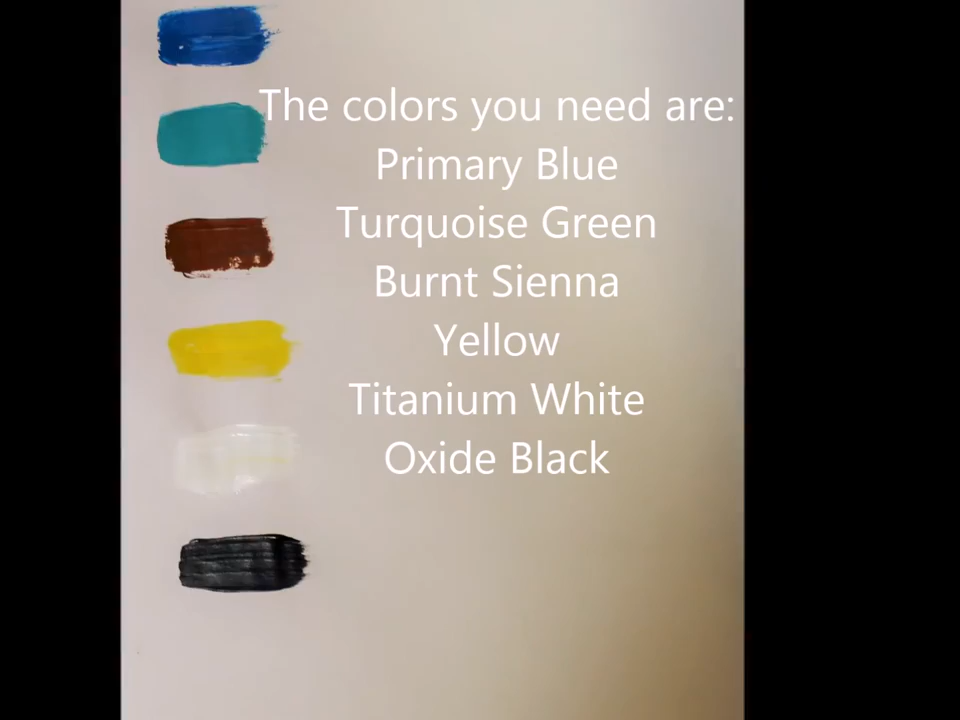 The colors you need are:
Primary Blue
Turquoise Green
Burnt Sienna
Yellow
Titanium White
Oxide Black